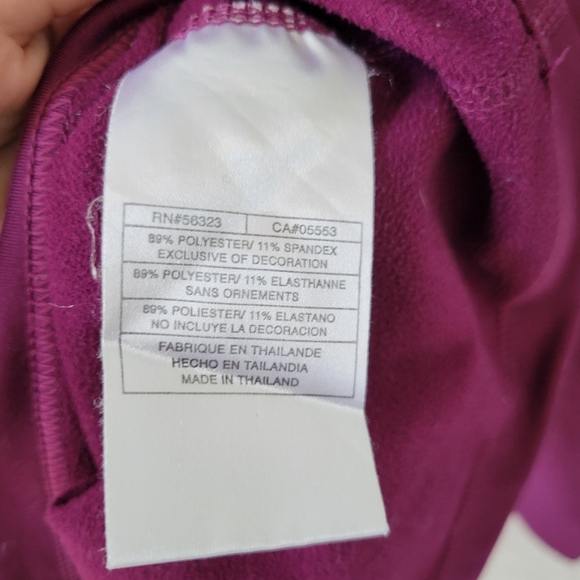 RN#56323 CA#05553
89% POLYESTER/ 11% SPANDEX
EXCLUSIVE OF DECORATION
89% POLYESTER/ 11% ELASTHANNE
SANS ORNEMENTS
89% POLIESTER/ 11% ELASTANO
NO INCLUYE LA DECORACION
FABRIQUE EN THAILANDE
HECHO EN TAILANDIA
MADE IN THAILAND